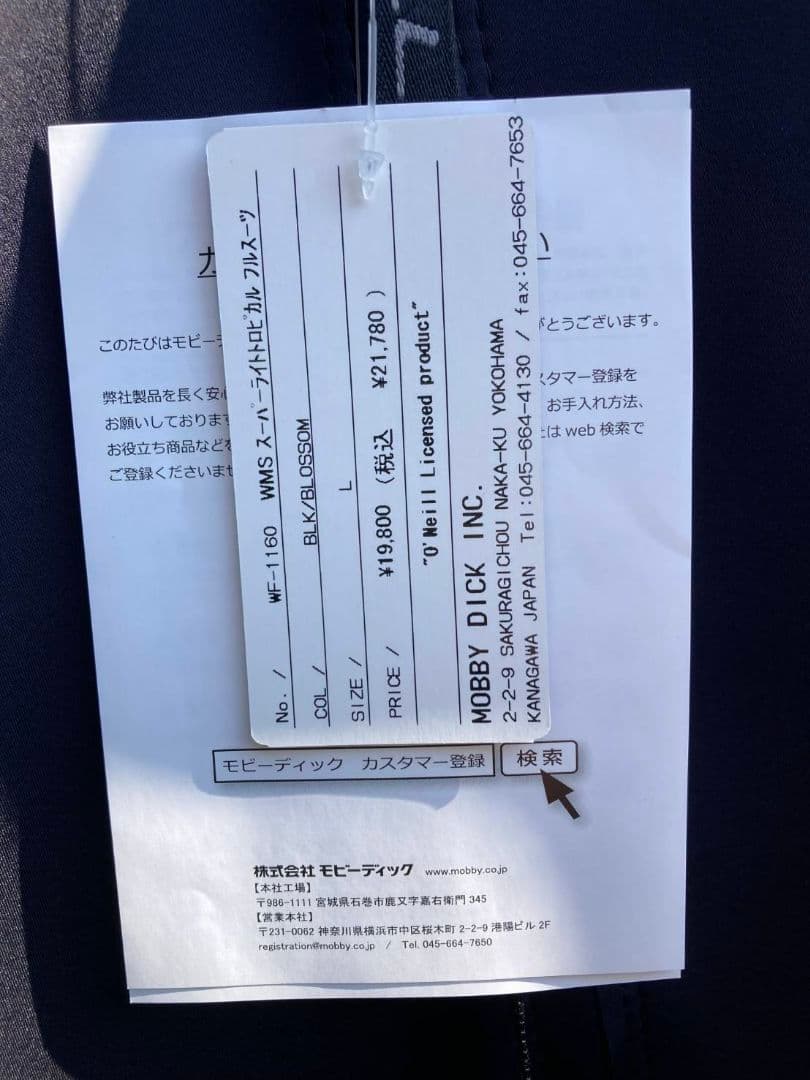 No. / WF-1160 WMS スーパーライトトロピカル フルスーツ
COL / BLK/BLOSSOM
SIZE / L
PRICE / ¥19,800 (税込 ¥21,780 )
"O'Neill Licensed product"
MOBBY DICK INC.
2-2-9 SAKURAGICHOU NAKA-KU YOKOHAMA
KANAGAWA JAPAN Tel:045-664-4130 / fax:045-664-7653
このたびはモビー
がとうございます。
弊社製品を長く安
スタマー登録を
お願いしております
お手入れ方法、
お役立ち商品などを
は web 検索で
ご登録くださいませ
モビーディック カスタマー登録 検索
株式会社 モビーディック www.mobby.co.jp
【本社工場】
〒986-1111 宮城県石巻市鹿又字嘉右衛門 345
【営業本社】
〒231-0062 神奈川県横浜市中区桜木町 2-2-9 港陽ビル 2F
registration@mobby.co.jp / Tel. 045-664-7650